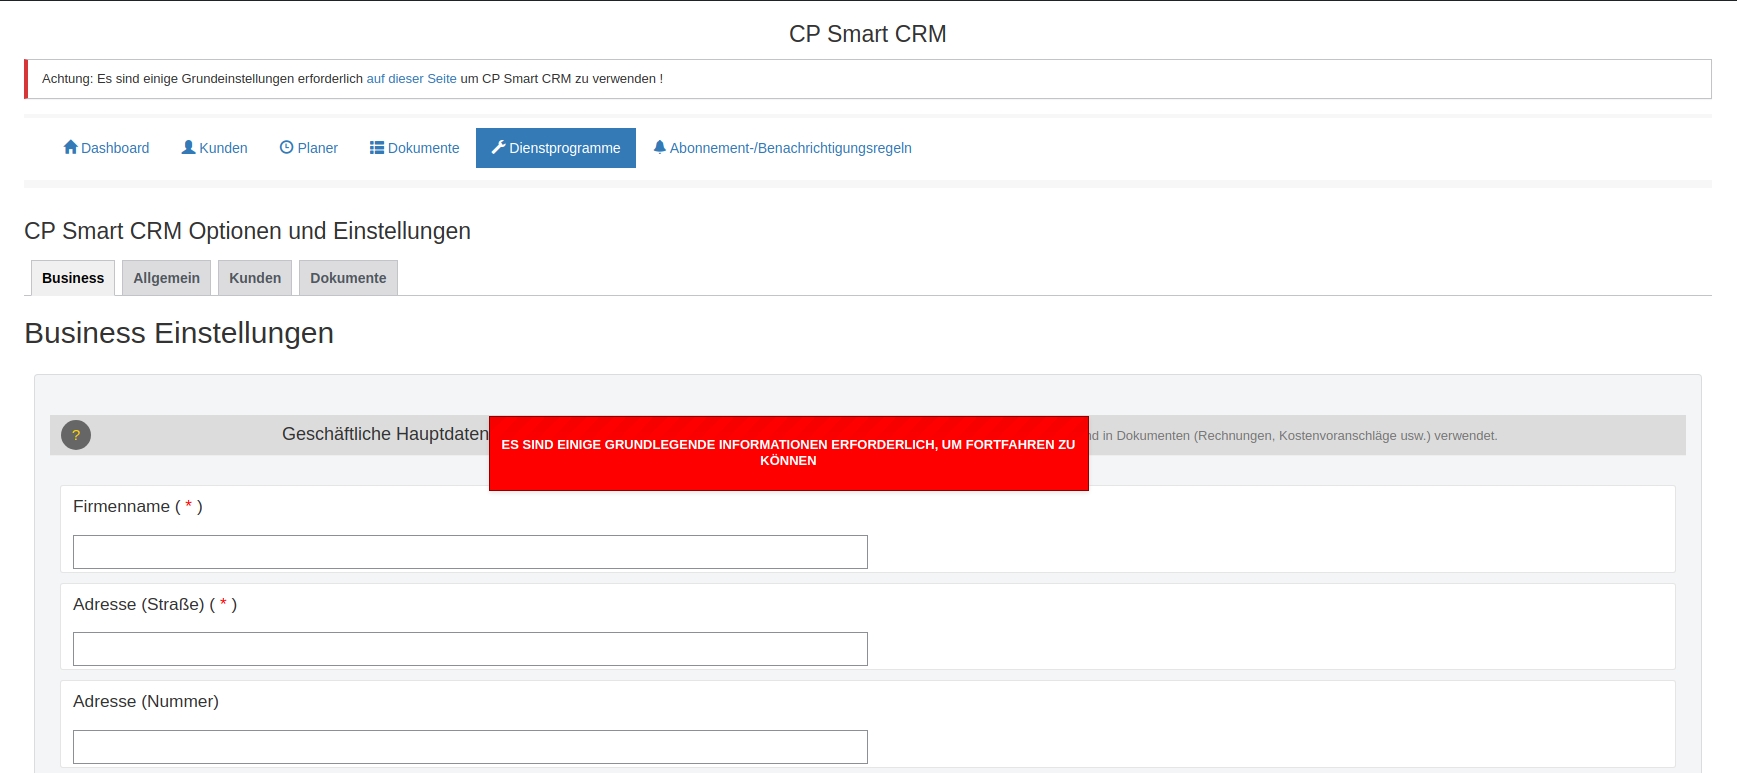 CP Smart CRM
Achtung: Es sind einige Grundeinstellungen erforderlich auf dieser Seite um CP Smart CRM zu verwenden !
Dashboard Kunden Planer Dokumente Dienstprogramme Abonnement-/Benachrichtigungsregeln
CP Smart CRM Optionen und Einstellungen
Business Allgemein Kunden Dokumente
Business Einstellungen
? Geschäftliche Hauptdaten
ES SIND EINIGE GRUNDLEGENDE INFORMATIONEN ERFORDERLICH, UM FORTFAHREN ZU
KÖNNEN
in Dokumenten (Rechnungen, Kostenvoranschläge usw.) verwendet.
Firmenname ( * )
Adresse (Straße) ( * )
Adresse (Nummer)